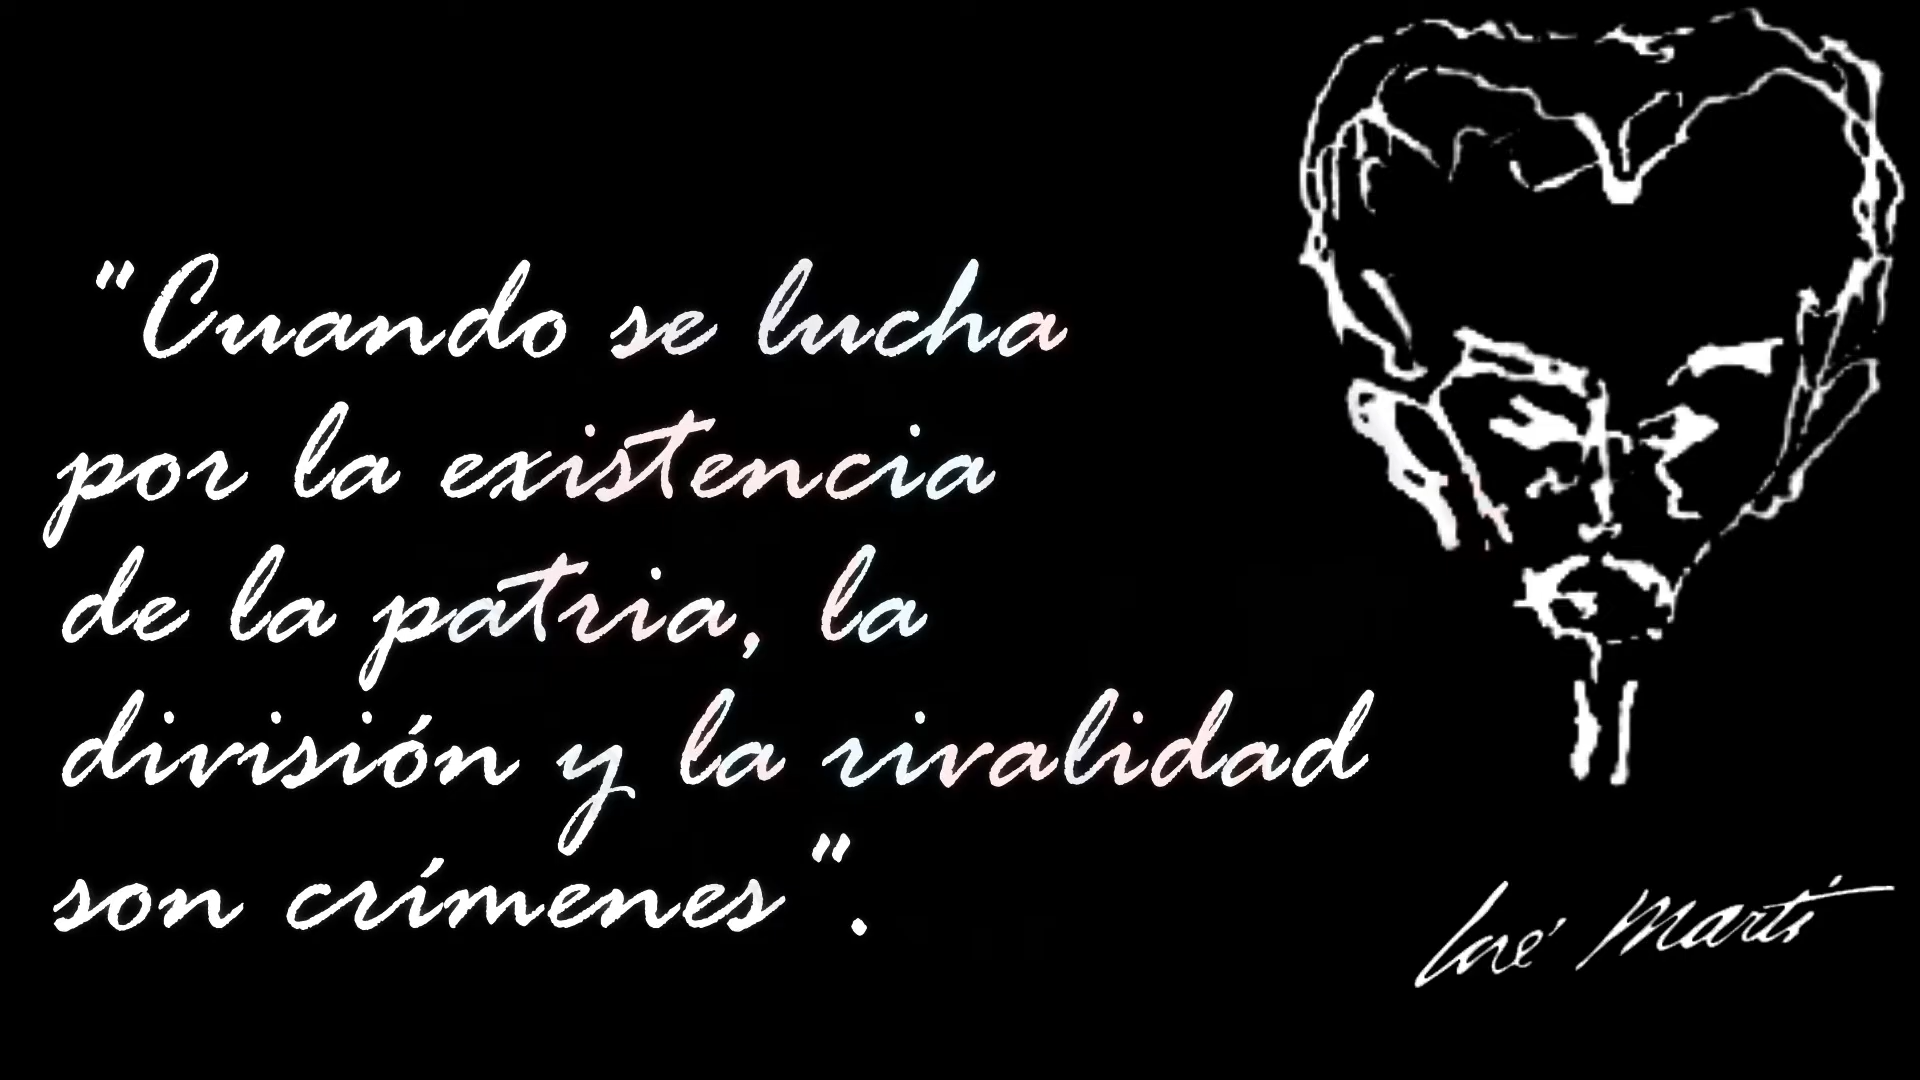 “Cuando se lucha
por la existencia
de la patria, la
división y la rivalidad
son crímenes”.
José Martí